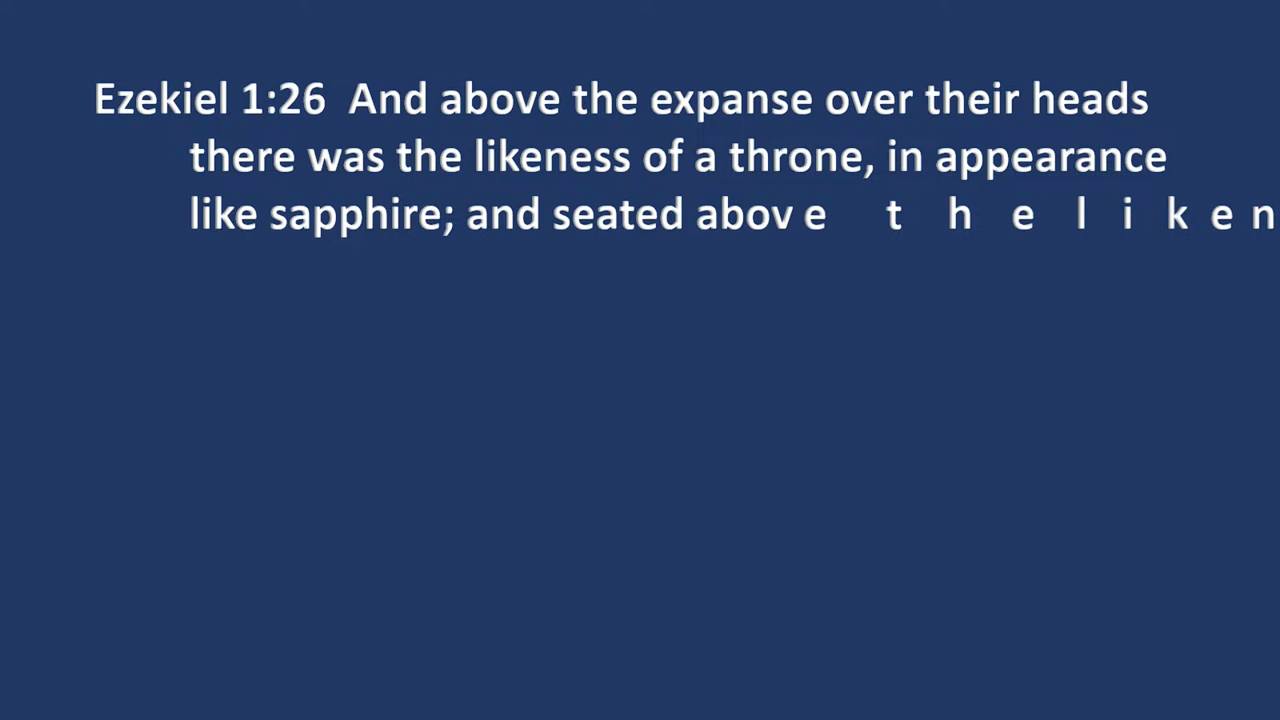 Ezekiel 1:26 And above the expanse over their heads
there was the likeness of a throne, in appearance
like sapphire; and seated above the liken